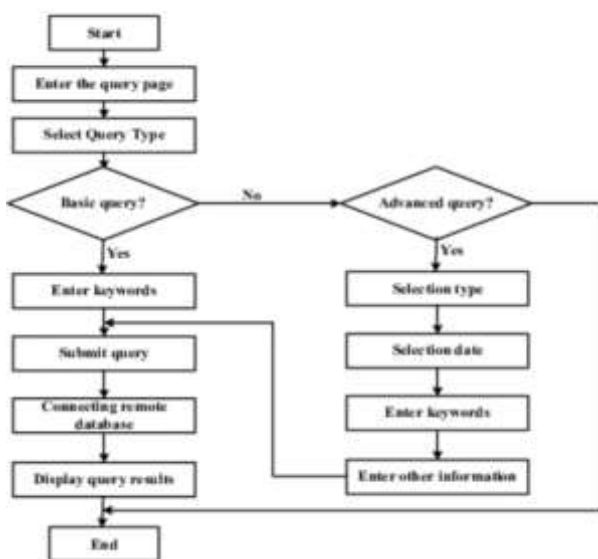 Start
Enter the query page
Select Query Type
Basic query?
No
Advanced query?
Yes
Yes
Enter keywords
Selection type
Submit query
Selection date
Connecting remote
database
Enter keywords
Display query results
Enter other information
End